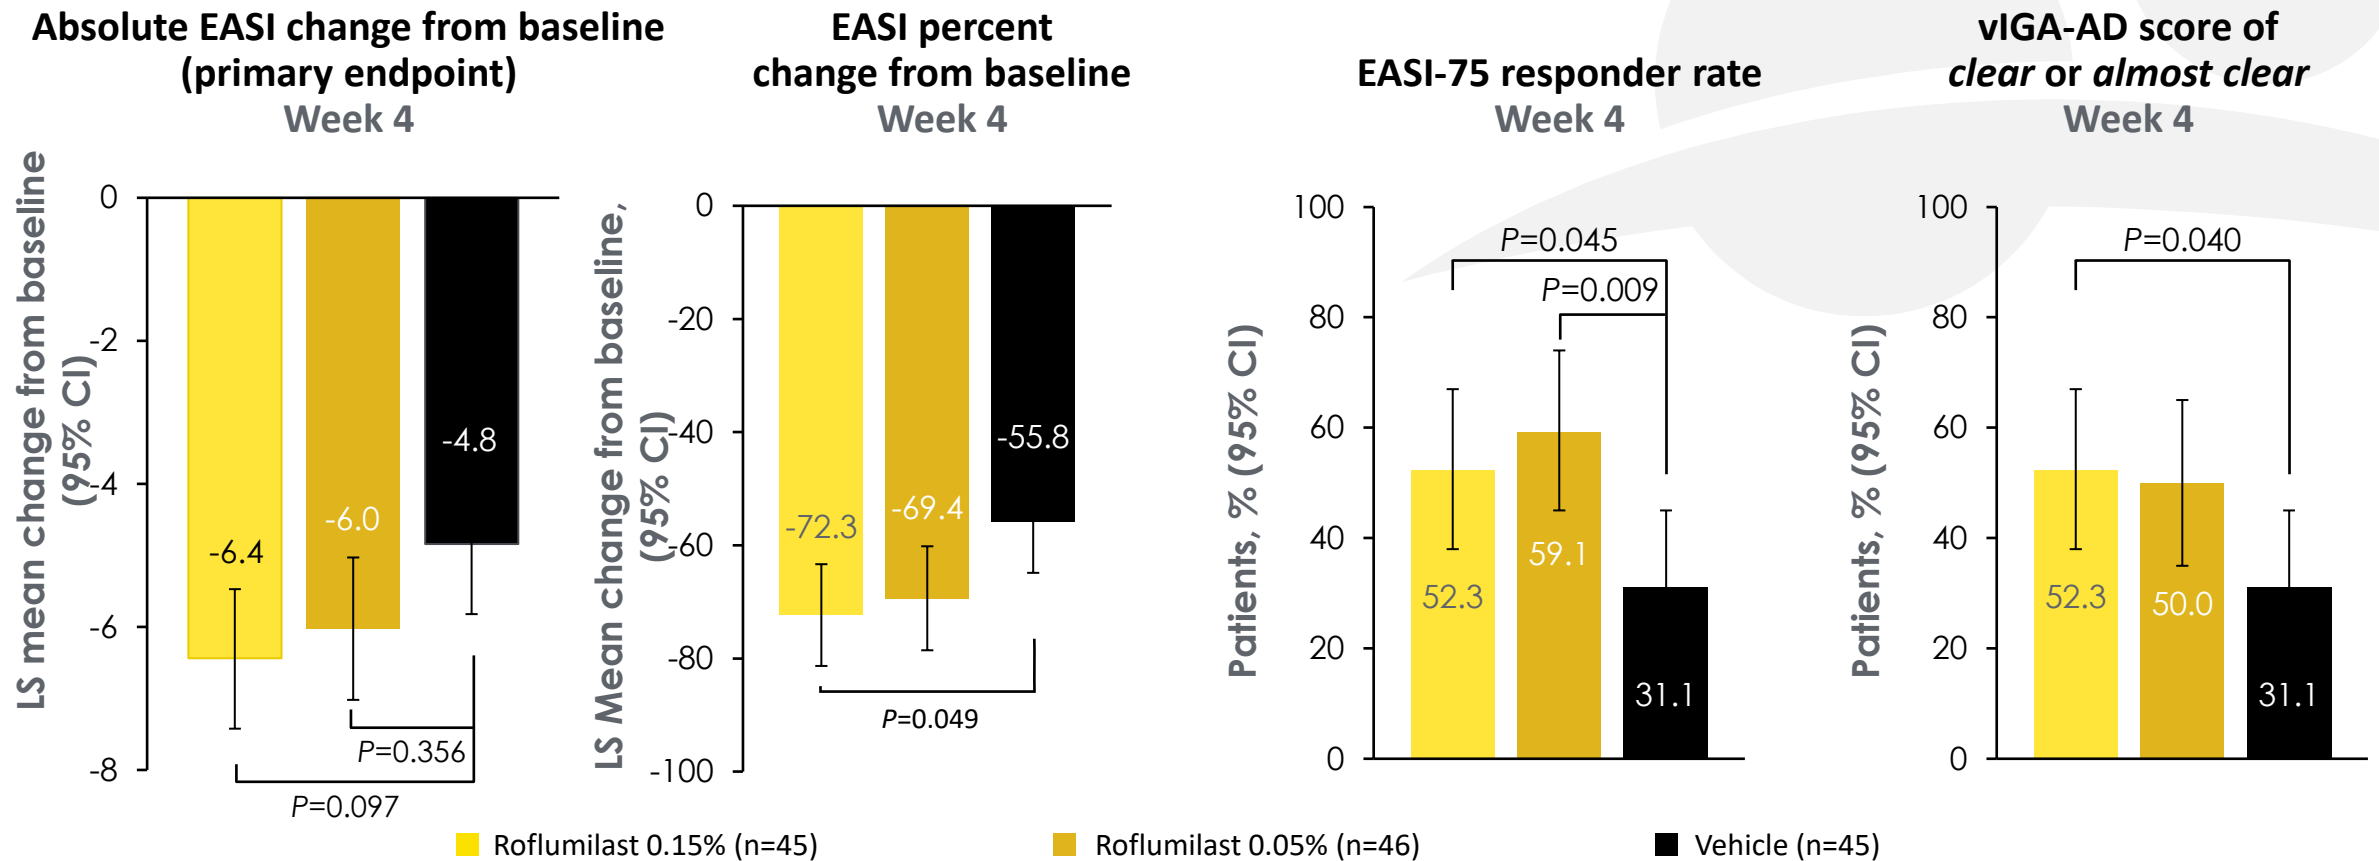 Absolute EASI change from baseline
(primary endpoint)
Week 4
LS mean change from baseline
(95% CI)
0
-2
-4
-6
-8
-6.4
-6.0
-4.8
P=0.356
P=0.097
EASI percent
change from baseline
Week 4
LS Mean change from baseline,
(95% CI)
0
-20
-40
-60
-80
-100
-72.3
-69.4
-55.8
P=0.049
EASI-75 responder rate
Week 4
Patients, % (95% CI)
100
80
60
40
20
0
P=0.045
P=0.009
52.3
59.1
31.1
vIGA-AD score of
clear or almost clear
Week 4
Patients, % (95% CI)
100
80
60
40
20
0
P=0.040
52.3
50.0
31.1
Roflumilast 0.15% (n=45)
Roflumilast 0.05% (n=46)
Vehicle (n=45)